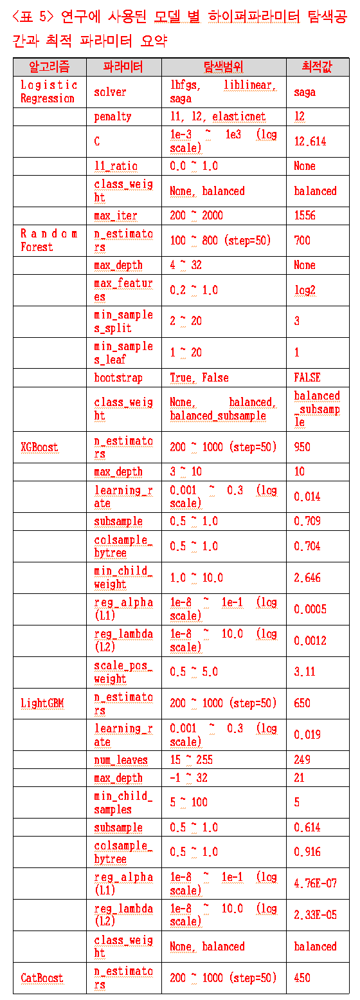 <표 5> 연구에 사용된 모델 별 하이퍼파라미터 탐색공
간과 최적 파라미터 요약
알고리즘 파라미터 탐색범위 최적값
Logistic Regression solver lbfgs, liblinear, saga saga
penalty l1, l2, elasticnet l2
C 1e-3 ~ 1e3 (log scale) 12.614
l1_ratio 0.0 ~ 1.0 None
class_weight None, balanced balanced
max_iter 200 ~ 2000 1556
Random Forest n_estimators 100 ~ 800 (step=50) 700
max_depth 4 ~ 32 None
max_features 0.2 ~ 1.0 log2
min_samples_split 2 ~ 20 3
min_samples_leaf 1 ~ 20 1
bootstrap True, False FALSE
class_weight None, balanced, balanced_subsample balanced_subsample
XGBoost n_estimators 200 ~ 1000 (step=50) 950
max_depth 3 ~ 10 10
learning_rate 0.001 ~ 0.3 (log scale) 0.014
subsample 0.5 ~ 1.0 0.709
colsample_bytree 0.5 ~ 1.0 0.704
min_child_weight 1.0 ~ 10.0 2.646
reg_alpha (L1) 1e-8 ~ 1e-1 (log scale) 0.0005
reg_lambda (L2) 1e-8 ~ 10.0 (log scale) 0.0012
scale_pos_weight 0.5 ~ 5.0 3.11
LightGBM n_estimators 200 ~ 1000 (step=50) 650
learning_rate 0.001 ~ 0.3 (log scale) 0.019
num_leaves 15 ~ 255 249
max_depth -1 ~ 32 21
min_child_samples 5 ~ 100 5
subsample 0.5 ~ 1.0 0.614
colsample_bytree 0.5 ~ 1.0 0.916
reg_alpha (L1) 1e-8 ~ 1e-1 (log scale) 4.76E-07
reg_lambda (L2) 1e-8 ~ 10.0 (log scale) 2.33E-05
class_weight None, balanced balanced
CatBoost n_estimators 200 ~ 1000 (step=50) 450